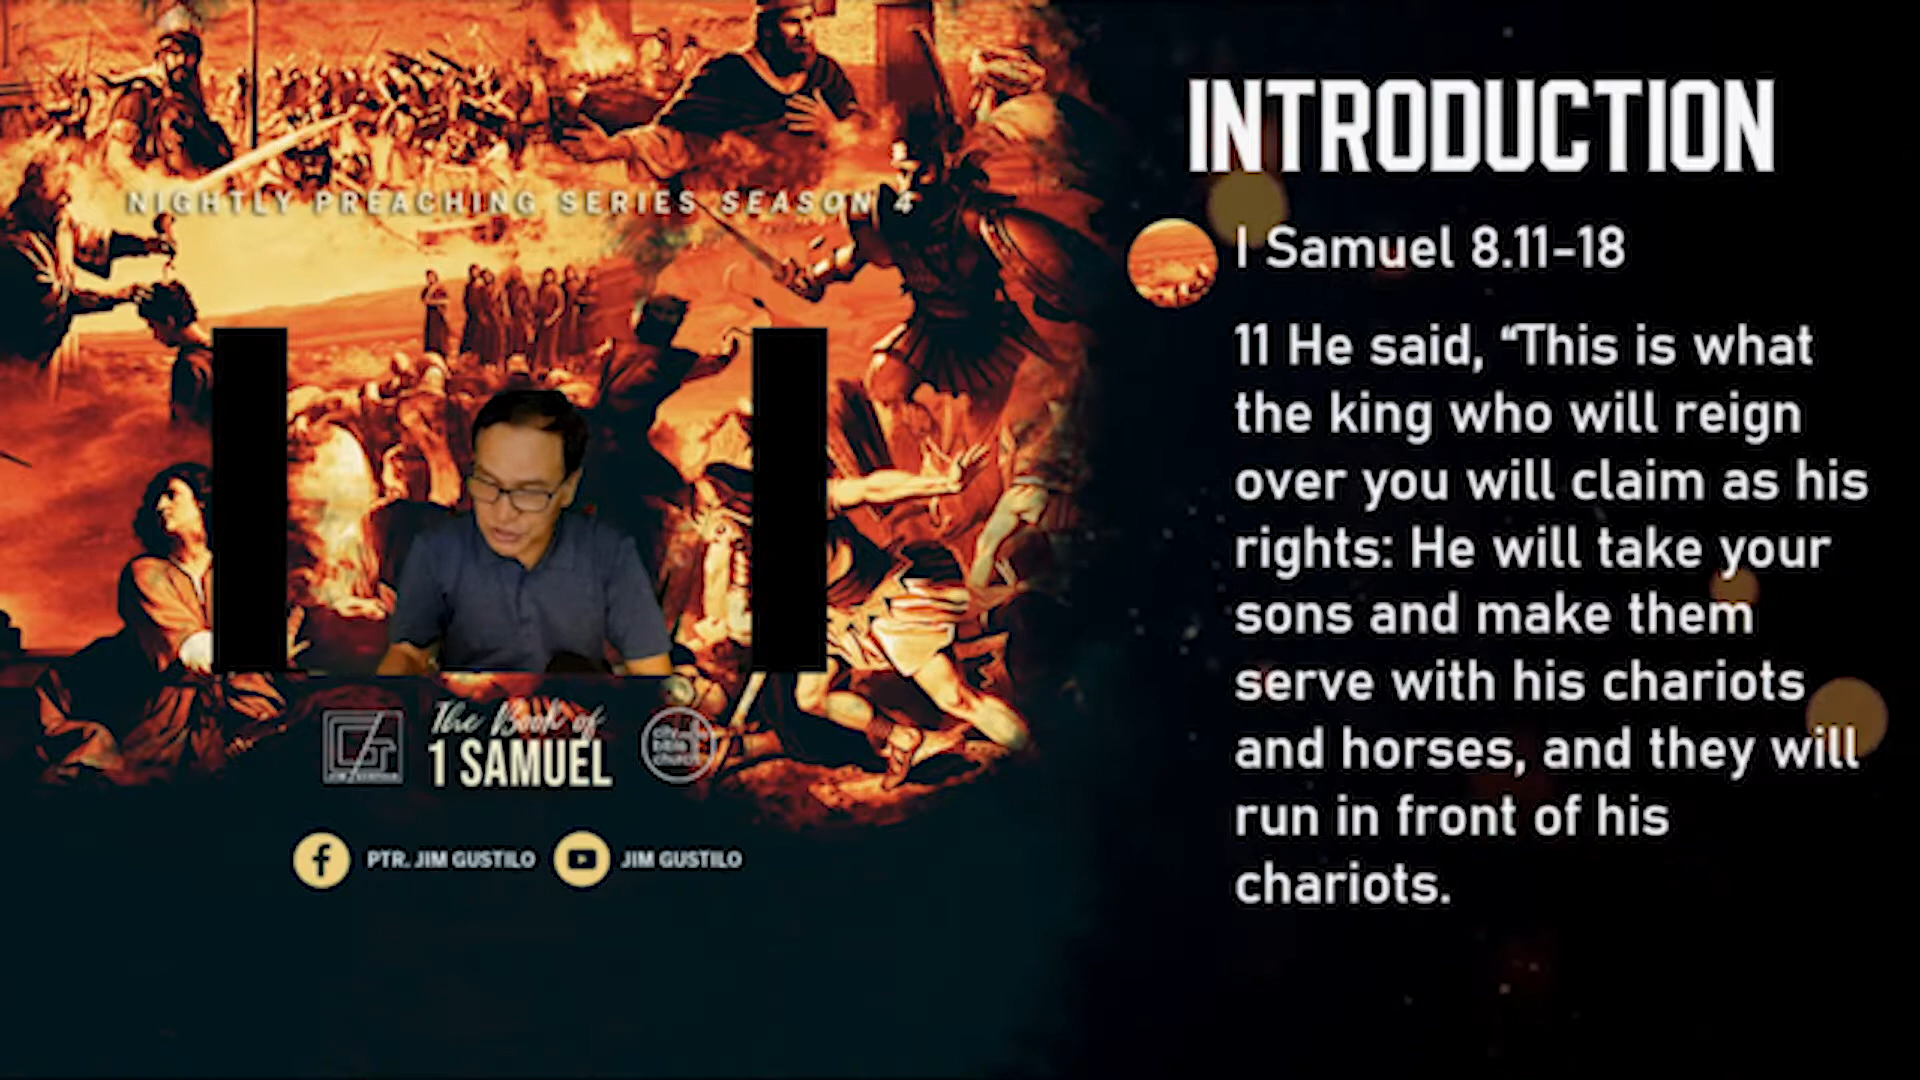 NIGHTLY PREACHING SERIES SEASON 4
The Book of
1 SAMUEL
city
bible
church
PTR. JIM GUSTILO
JIM GUSTILO
INTRODUCTION
I Samuel 8.11-18
11 He said, “This is what
the king who will reign
over you will claim as his
rights: He will take your
sons and make them
serve with his chariots
and horses, and they will
run in front of his
chariots.